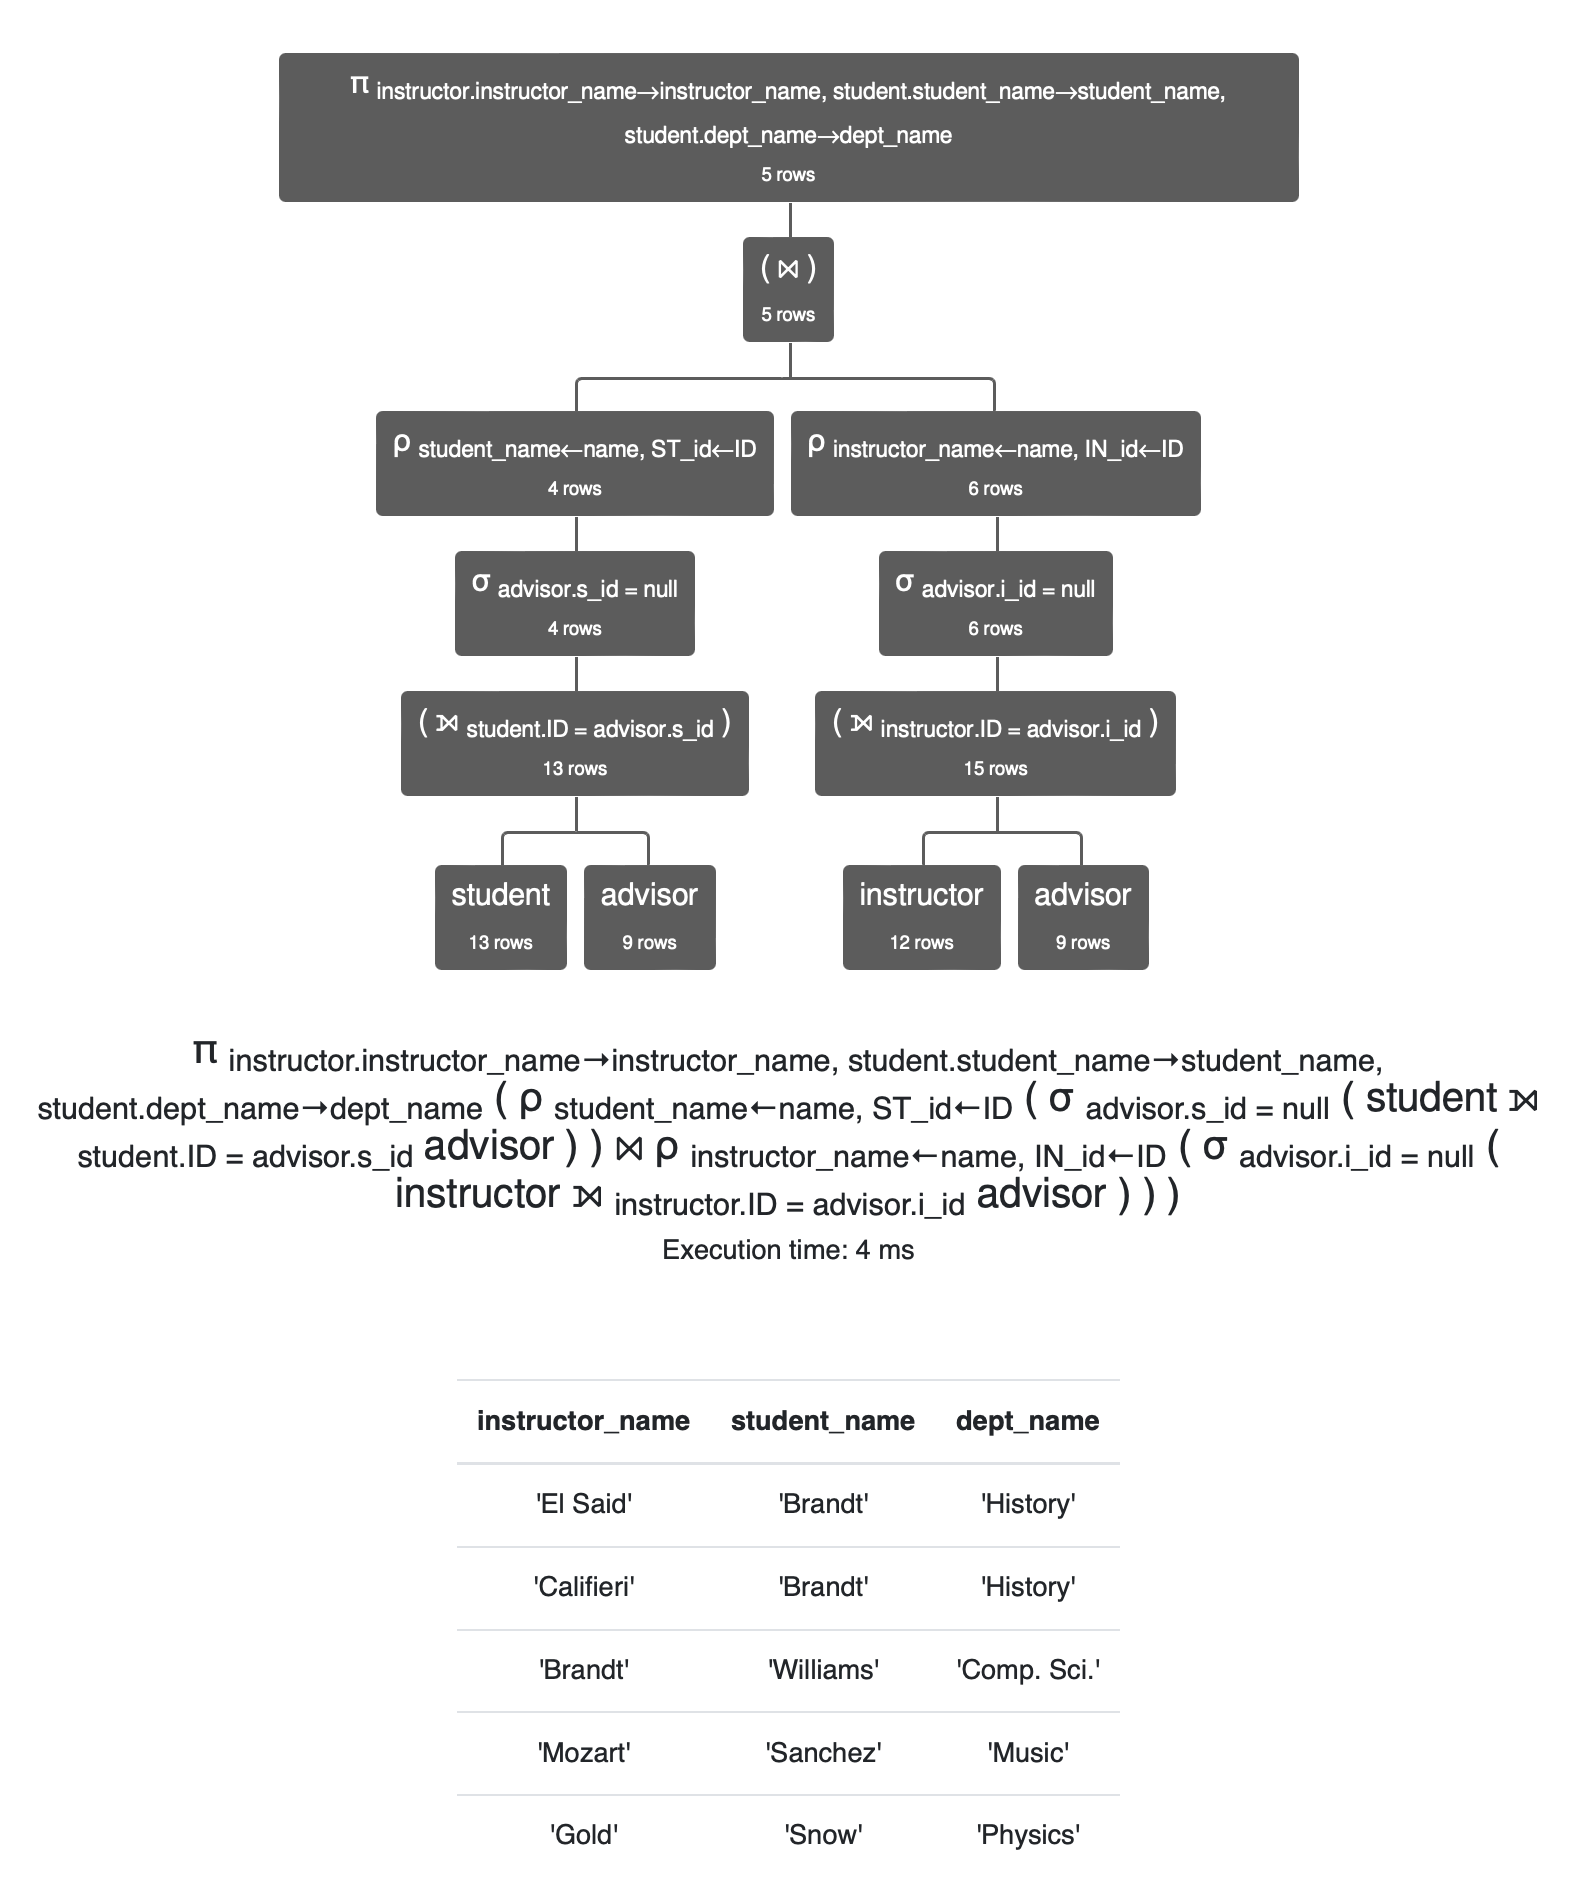 π instructor.instructor_name→instructor_name, student.student_name→student_name,
student.dept_name→dept_name
5 rows
( ⋈ )
5 rows
ρ student_name←name, ST_id←ID
4 rows
ρ instructor_name←name, IN_id←ID
6 rows
σ advisor.s_id = null
4 rows
σ advisor.i_id = null
6 rows
( ⟕ student.ID = advisor.s_id )
13 rows
( ⟕ instructor.ID = advisor.i_id )
15 rows
student
13 rows
advisor
9 rows
instructor
12 rows
advisor
9 rows
π instructor.instructor_name→instructor_name, student.student_name→student_name,
student.dept_name→dept_name ( ρ student_name←name, ST_id←ID ( σ advisor.s_id = null ( student ⟕
student.ID = advisor.s_id advisor ) ) ⋈ ρ instructor_name←name, IN_id←ID ( σ advisor.i_id = null (
instructor ⟕ instructor.ID = advisor.i_id advisor ) ) )
Execution time: 4 ms
instructor_name student_name dept_name
'El Said' 'Brandt' 'History'
'Califieri' 'Brandt' 'History'
'Brandt' 'Williams' 'Comp. Sci.'
'Mozart' 'Sanchez' 'Music'
'Gold' 'Snow' 'Physics'